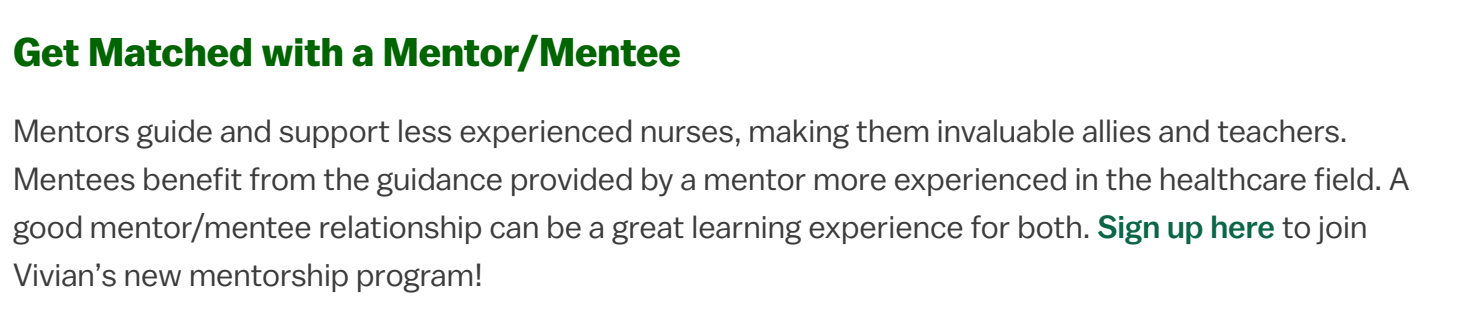 Get Matched with a Mentor/Mentee
Mentors guide and support less experienced nurses, making them invaluable allies and teachers.
Mentees benefit from the guidance provided by a mentor more experienced in the healthcare field. A
good mentor/mentee relationship can be a great learning experience for both. Sign up here to join
Vivian’s new mentorship program!